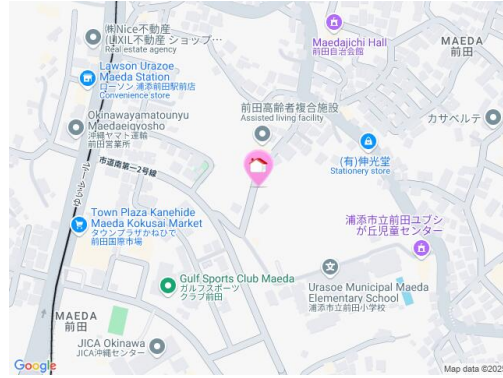 ㈱Nice不動産
(LIXIL不動産 ショップ…
Real estate agency
Lawson Urazoe
Maeda Station
ローソン 浦添前田駅前店
Convenience store
Okinawayamatounyu
Maedaeigyosho
沖縄ヤマト運輸
前田営業所
市道南第一2号線
Town Plaza Kanehide
Maeda Kokusai Market
タウンプラザかねひで
前田国際市場
Gulf Sports Club Maeda
ガルフスポーツ
クラブ前田
MAEDA
前田
JICA Okinawa
JICA沖縄センター
Maedajichi Hall
前田自治会館
MAEDA
前田
カサベルテ
前田高齢者複合施設
Assisted living facility
(有)伸光堂
Stationery store
浦添市立前田ユブシ
が丘児童センター
Urasoe Municipal Maeda
Elementary School
浦添市立前田小学校
Google
Map data ©202